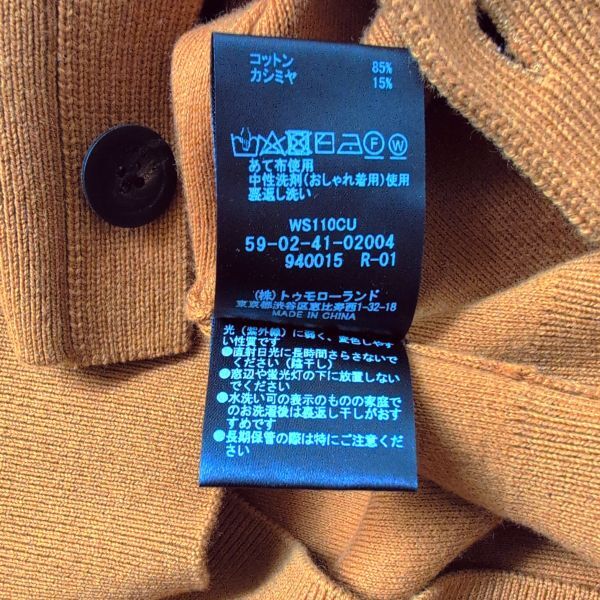 コットン 85%
カシミヤ 15%
F W
あて布使用
中性洗剤(おしゃれ着用)使用
裏返し洗い
WS110CU
59-02-41-02004
940015 R-01
(株)トゥモローランド
東京都渋谷区恵比寿西1-32-18
MADE IN CHINA
光(紫外線)に弱く、変色しやす
い性質です
●直射日光に長時間さらさないで
ください(陰干し)
●窓辺や蛍光灯の下に放置しない
でください
●水洗い可の表示のものの家庭で
のお洗濯後は裏返し干しがおす
すめです
●長期保管の際は特にご注意くだ
さい